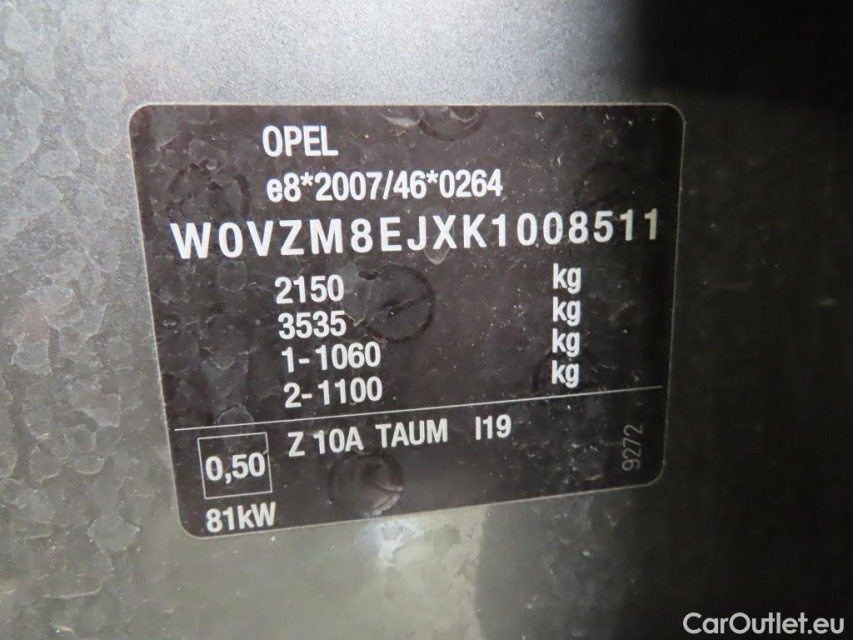 OPEL
e8*2007/46*0264
W0VZM8EJXK1008511
2150 kg
3535 kg
1-1060 kg
2-1100 kg
0,50 Z 10A TAUM I19
81kW
9272
CarOutlet.eu